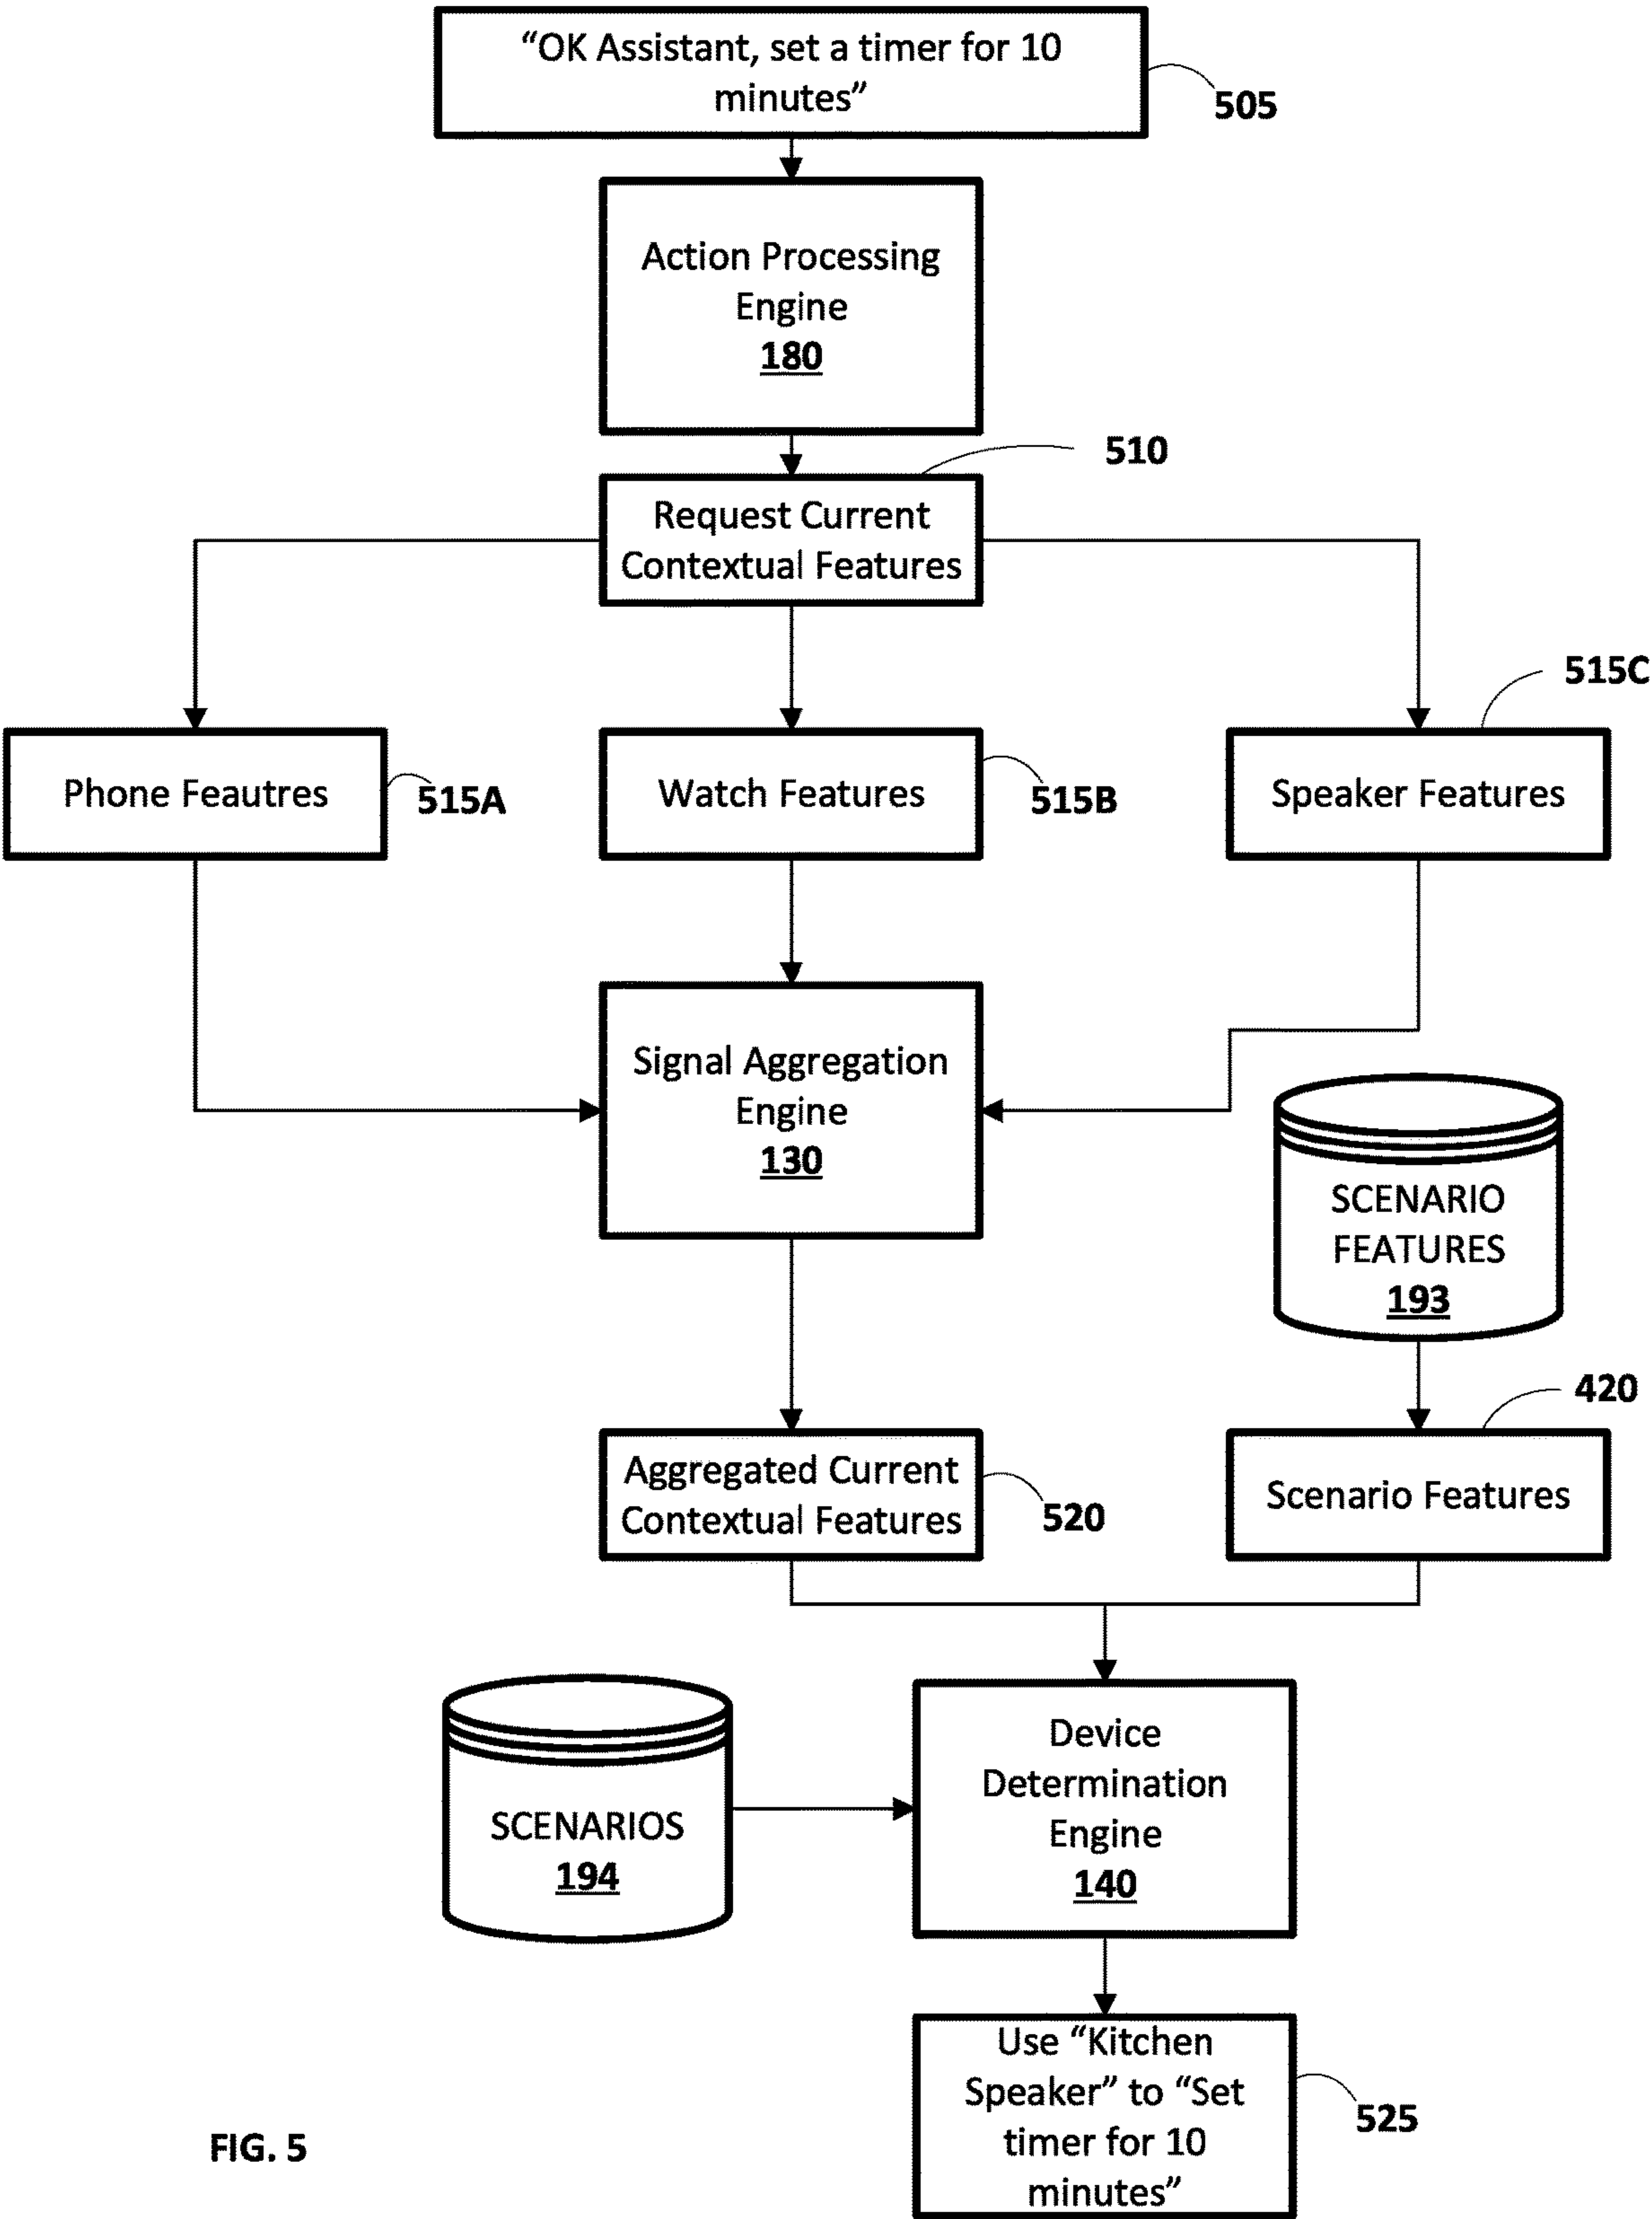 “OK Assistant, set a timer for 10
minutes”
505
Action Processing
Engine
180
510
Request Current
Contextual Features
515C
Phone Feautres
515A
Watch Features
515B
Speaker Features
Signal Aggregation
Engine
130
SCENARIO
FEATURES
193
420
Aggregated Current
Contextual Features
520
Scenario Features
Device
Determination
Engine
140
SCENARIOS
194
Use “Kitchen
Speaker” to “Set
timer for 10
minutes”
525
FIG. 5